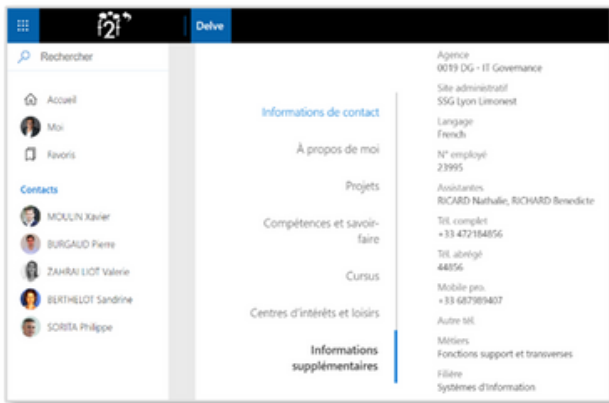 f2f
Delve
Rechercher
Accueil
Moi
Favoris
Contacts
MOULIN Xavier
BURGAUD Pierre
ZAHRAI LIOT Valerie
BERTHELOT Sandrine
SORITA Philippe
Informations de contact
À propos de moi
Projets
Compétences et savoir-
faire
Cursus
Centres d'intérêts et loisirs
Informations
supplémentaires
Agence
0019 DG - IT Governance
Site administratif
SSG Lyon Limonest
Langage
French
N° employé
23995
Assistantes
RICARD Nathalie, RICHARD Benedicte
Tél. complet
+33 472184856
Tél. abrégé
44856
Mobile pro.
+33 687989407
Autre tél.
Métiers
Fonctions support et transverses
Filière
Systèmes d'Information